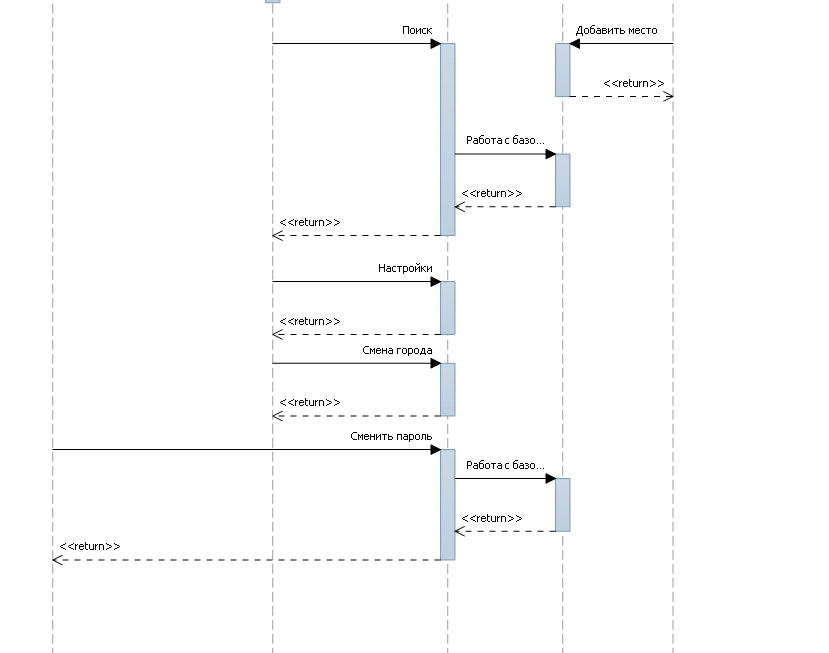 Поиск
Добавить место
<<return>>
Работа с базо...
<<return>>
<<return>>
Настройки
<<return>>
Смена города
<<return>>
Сменить пароль
Работа с базо...
<<return>>
<<return>>